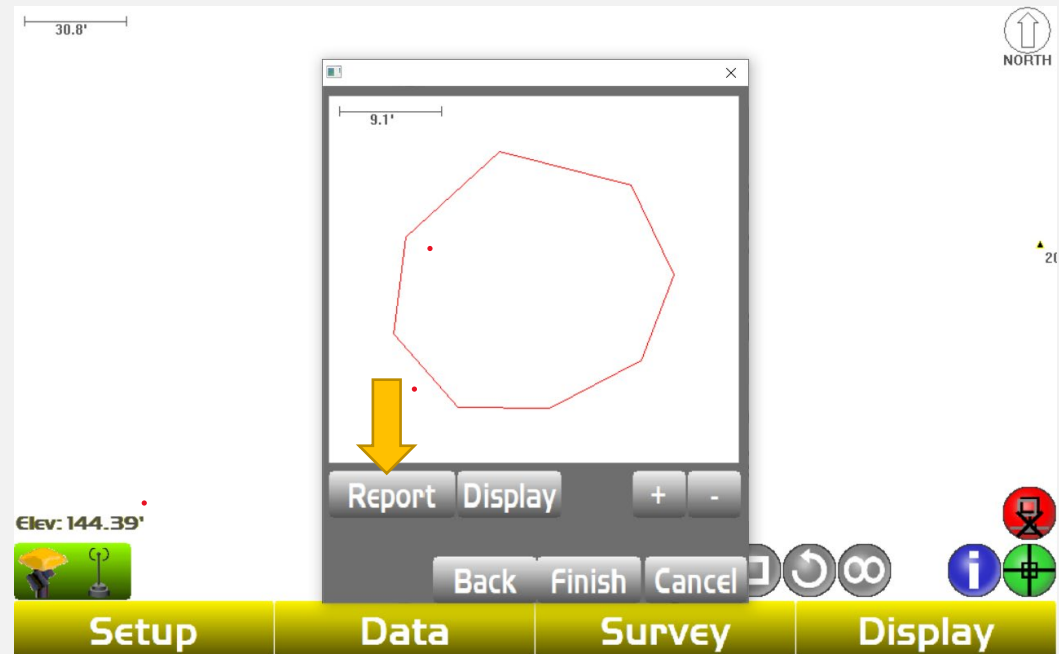 30.8'
NORTH
9.1'
20
Elev: 144.39'
Report Display + -
Back Finish Cancel
Setup Data Survey Display